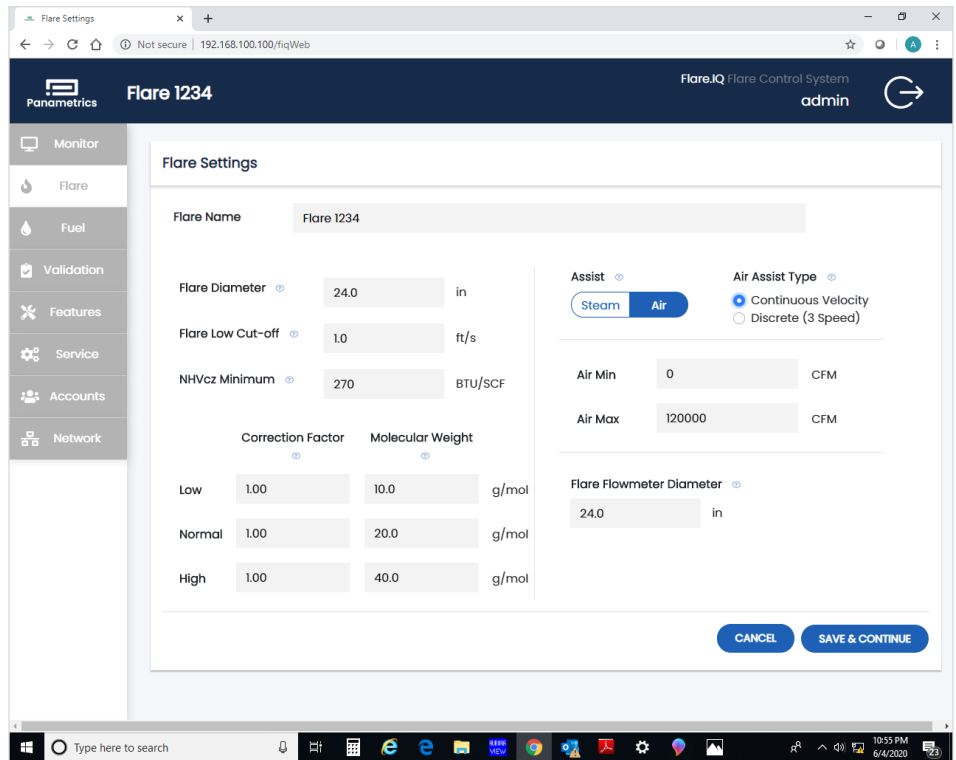 Flare Settings
Not secure 192.168.100.100/fiqWeb
A
Panametrics
Flare 1234
Flare.IQ Flare Control System
admin
Monitor
Flare
Fuel
Validation
Features
Service
Accounts
Network
Flare Settings
Flare Name Flare 1234
Flare Diameter 24.0 in
Flare Low Cut-off 1.0 ft/s
NHVcz Minimum 270 BTU/SCF
Correction Factor Molecular Weight
Low 1.00 10.0 g/mol
Normal 1.00 20.0 g/mol
High 1.00 40.0 g/mol
Assist Air Assist Type
Steam Air
Continuous Velocity
Discrete (3 Speed)
Air Min 0 CFM
Air Max 120000 CFM
Flare Flowmeter Diameter
24.0 in
CANCEL SAVE & CONTINUE
Type here to search
10:55 PM
6/4/2020
23